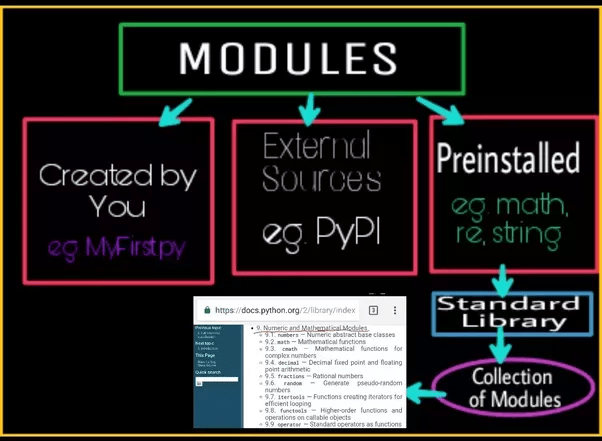 MODULES
Created by
You
eg. MyFirst.py
External
Sources
eg. PyPI
Preinstalled
eg. math,
re, string
Standard
Library
Collection
of Modules
https://docs.python.org/2/library/index
3
Previous topic
Next topic
This Page
Quick search
9. Numeric and Mathematical Modules
9.1. numbers — Numeric abstract base classes
9.2. math — Mathematical functions
9.3. cmath — Mathematical functions for
complex numbers
9.4. decimal — Decimal fixed point and floating
point arithmetic
9.5. fractions — Rational numbers
9.6. random — Generate pseudo-random
numbers
9.7. itertools — Functions creating iterators for
efficient looping
9.8. functools — Higher-order functions and
operations on callable objects
9.9. operator — Standard operators as functions